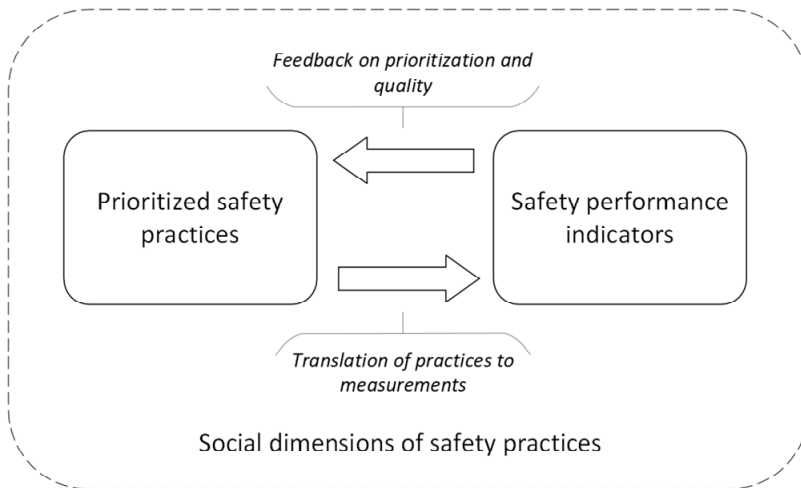 Feedback on prioritization and
quality
Prioritized safety
practices
Safety performance
indicators
Translation of practices to
measurements
Social dimensions of safety practices